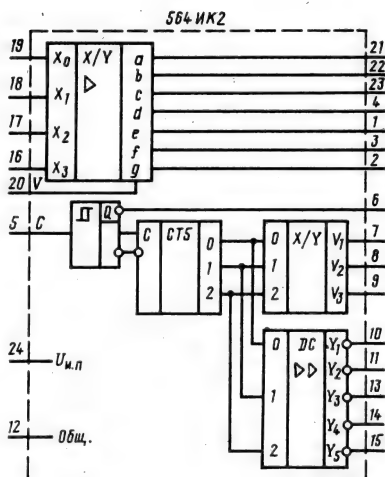 564 ИК2
19 X0 X/Y a 21
b 22
18 X1 ▷ c 23
d 4
17 X2 e 1
f 3
16 X3 g 2
20 V
Q 6
5 C
C CT5 0 0 X/Y V1 7
1 1 V2 8
2 2 V3 9
0 DC Y1 10
▷▷ Y2 11
24 Uи.п 1 Y3 13
Y4 14
12 Общ. 2 Y5 15